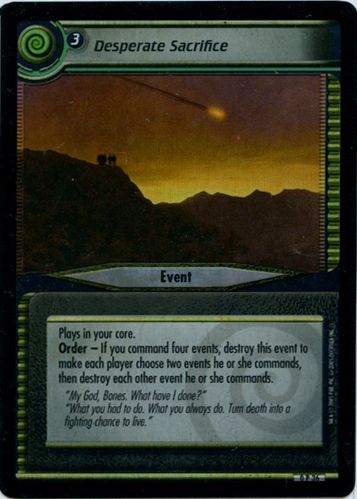 3 Desperate Sacrifice
Event
Plays in your core.
Order – If you command four events, destroy this event to
make each player choose two events he or she commands,
then destroy each other event he or she commands.
"My God, Bones. What have I done?"
"What you had to do. What you always do. Turn death into a
fighting chance to live."